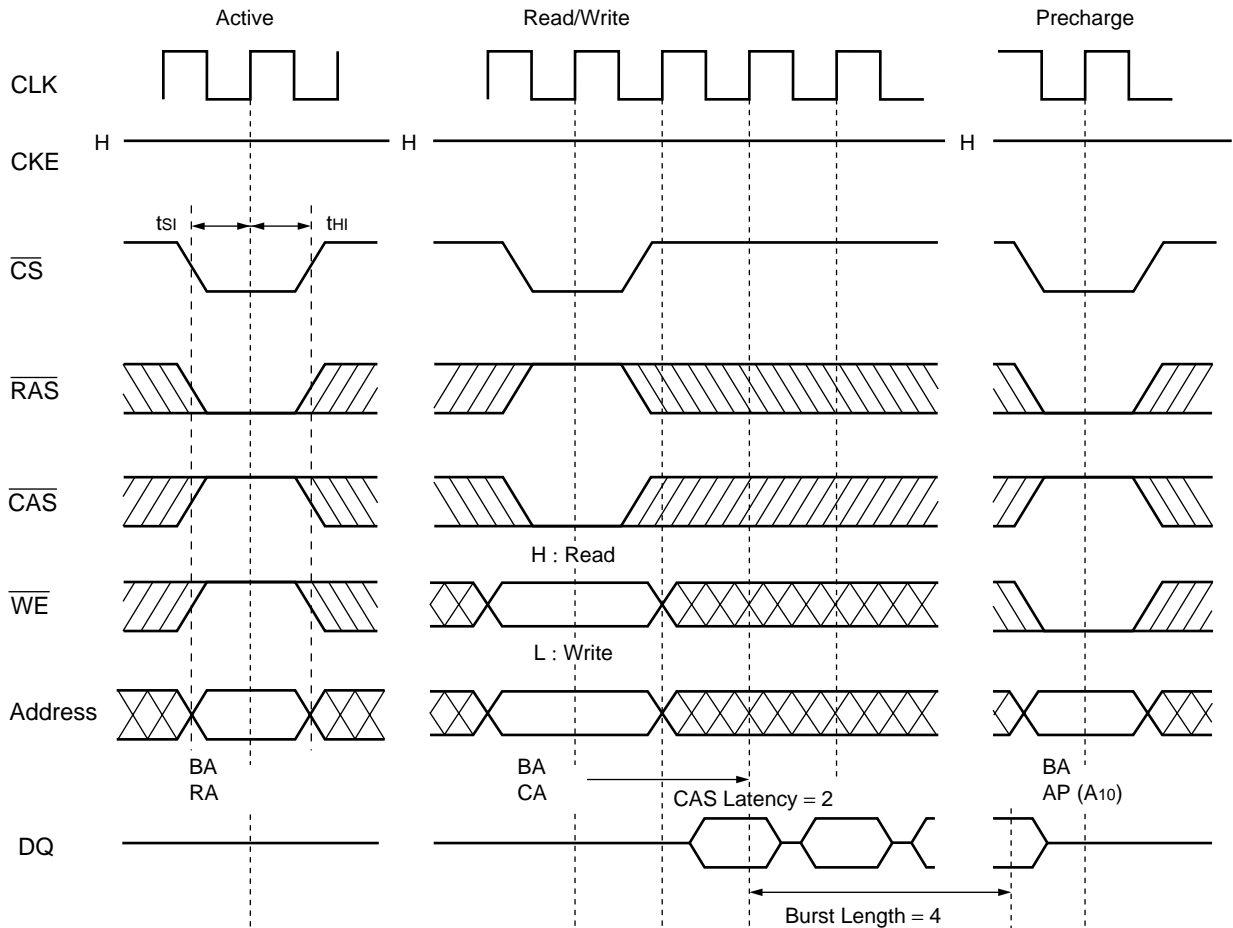 Active Read/Write Precharge
CLK
H H H
CKE
tSI tHI
CS
RAS
CAS
H : Read
WE
L : Write
Address
BA BA BA
RA CA CAS Latency = 2 AP (A10)
DQ
Burst Length = 4